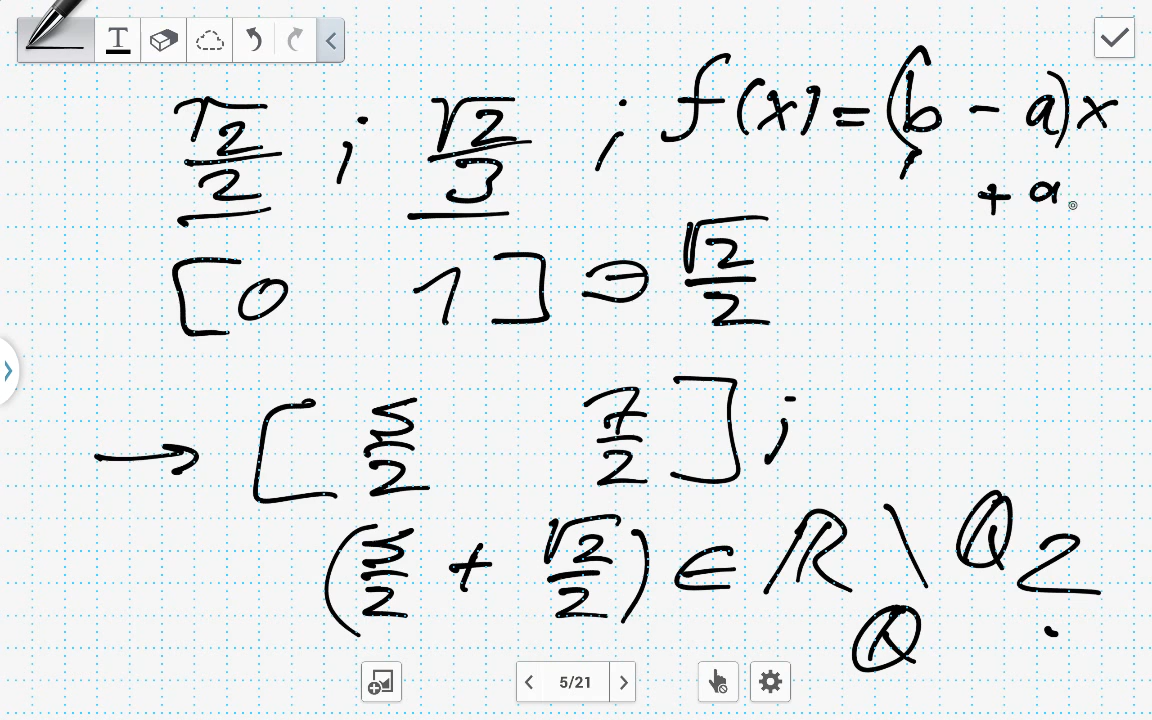 T
√2/2 ; √2/3 ; f(x) = (b - a)x
+ a
[0 1] ∋ √2/2
→ [5/2 7/2] ;
(5/2 + √2/2) ∈ ℝ \ ℚ ?
ℚ
5/21